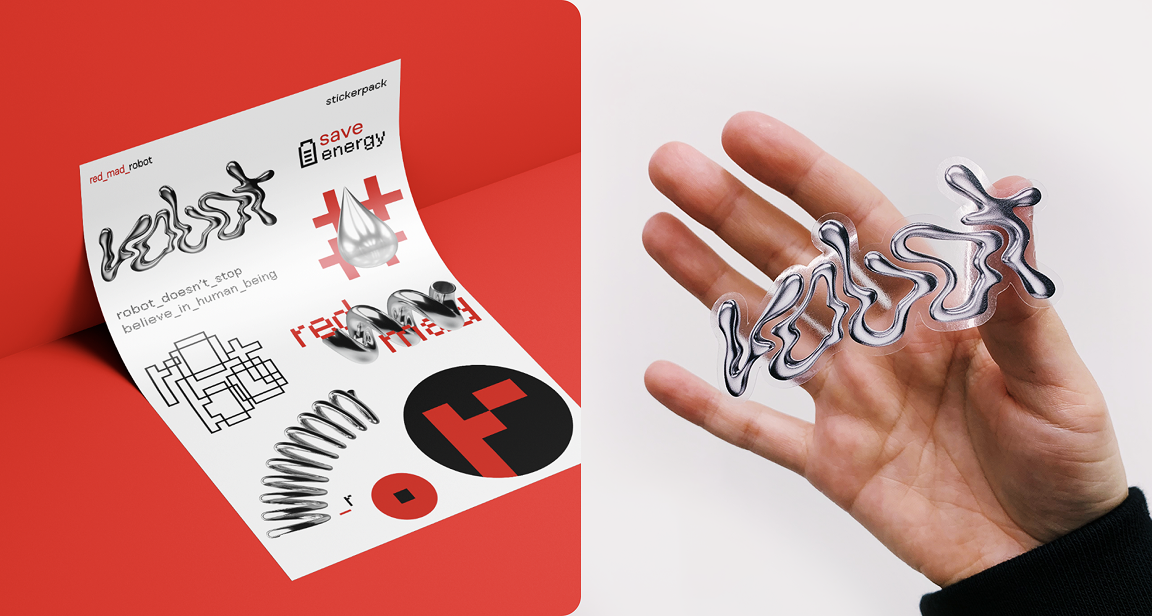 stickerpack
red_mad_robot
save
energy
robot
robot_doesn't_stop
believe_in_human_being
#
red
mad
_r
r
robot